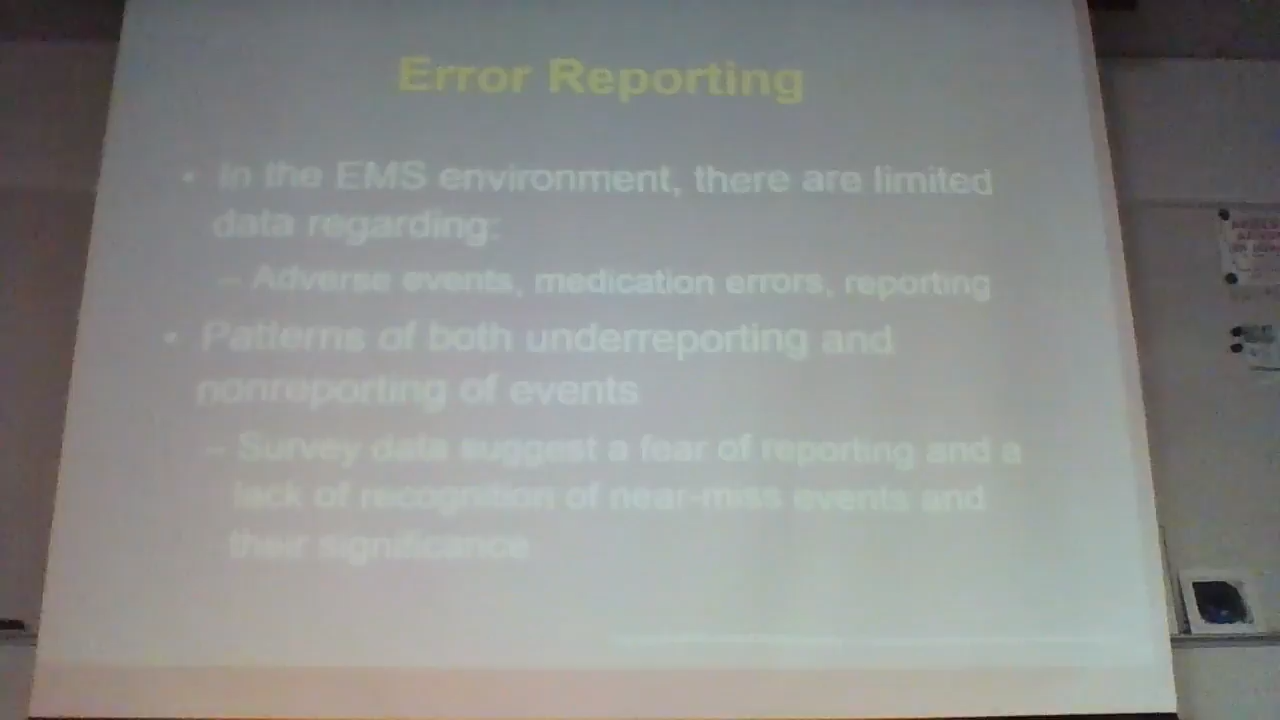 Error Reporting
• In the EMS environment, there are limited
data regarding:
– Adverse events, medication errors, reporting
• Patterns of both underreporting and
nonreporting of events
– Survey data suggest a fear of reporting and a
lack of recognition of near-miss events and
their significance